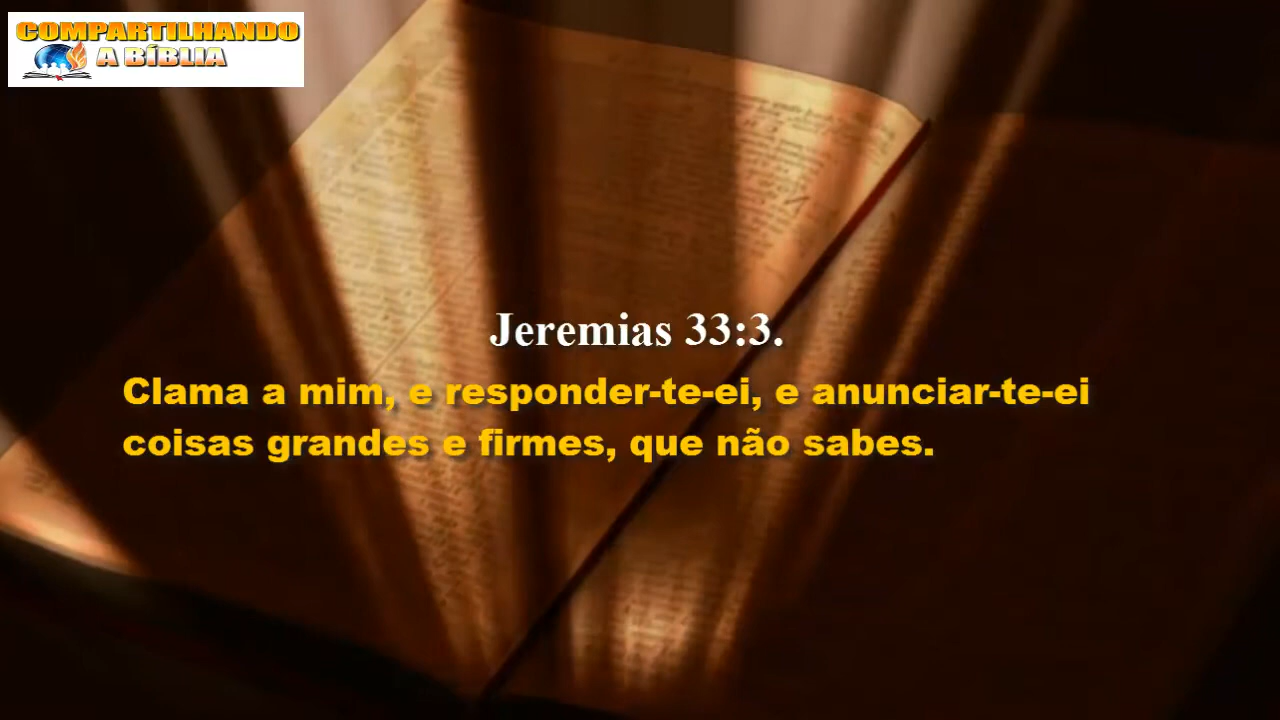 COMPARTILHANDO
A BÍBLIA
Jeremias 33:3.
Clama a mim, e responder-te-ei, e anunciar-te-ei
coisas grandes e firmes, que não sabes.